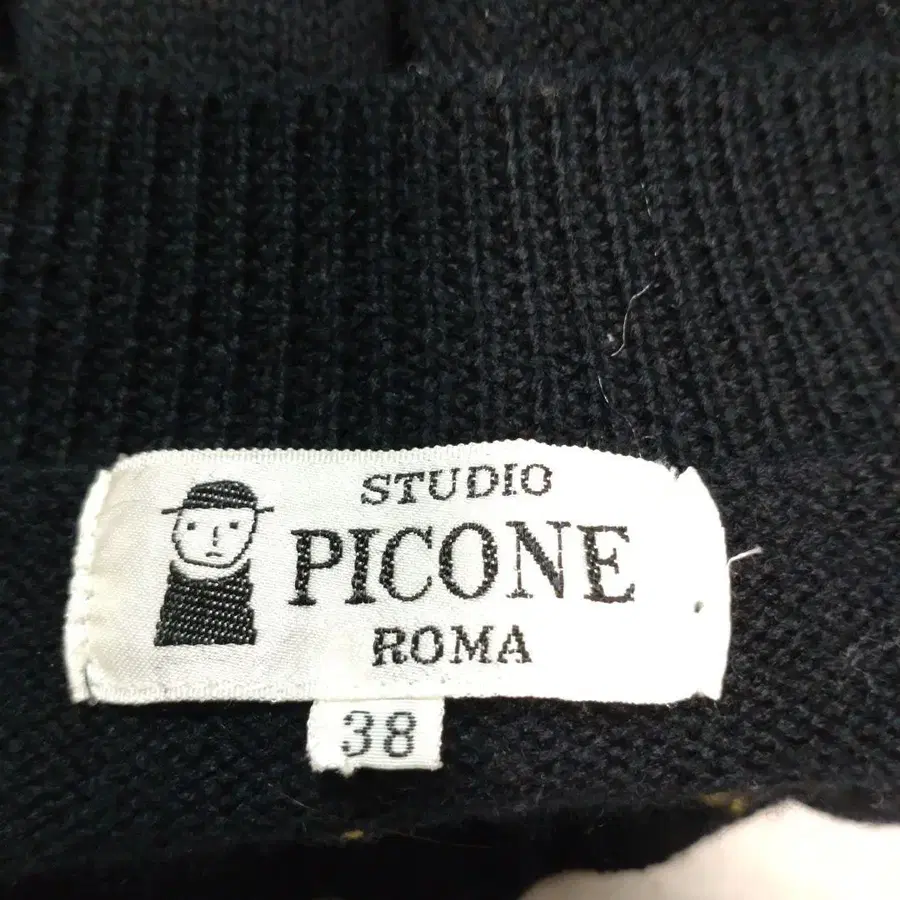 STUDIO
PICONE
ROMA
38